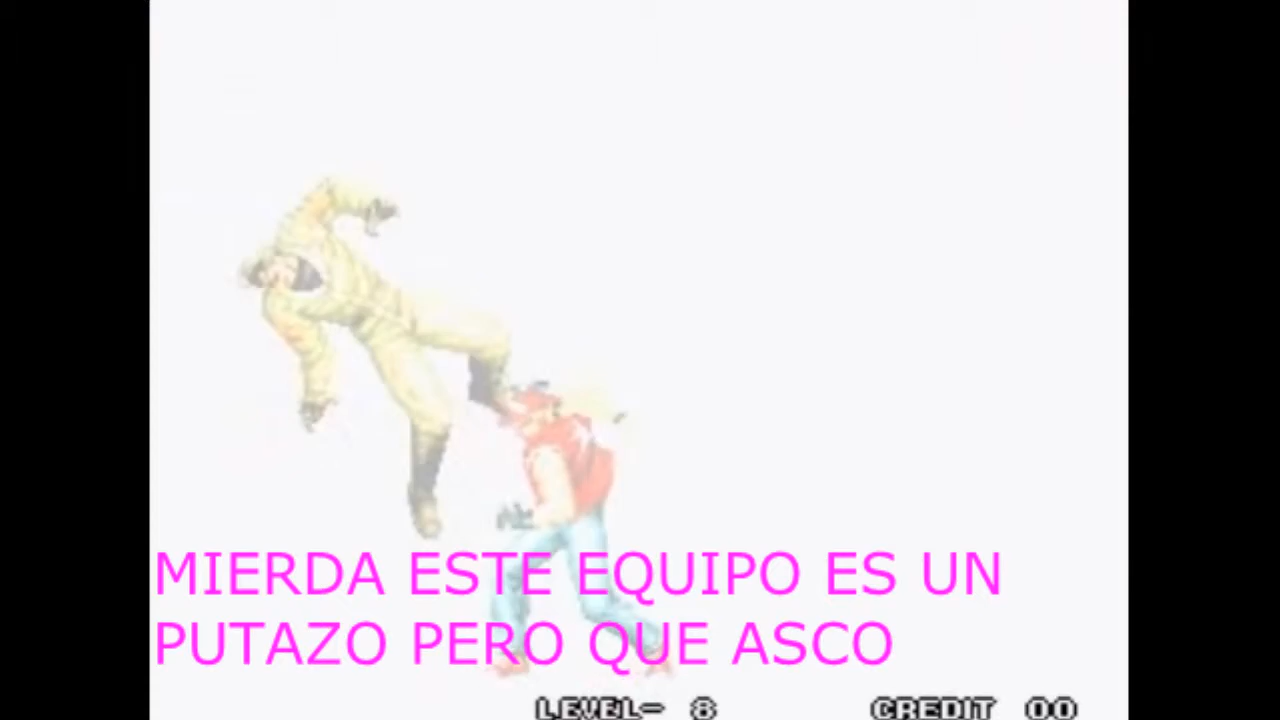 MIERDA ESTE EQUIPO ES UN
PUTAZO PERO QUE ASCO
LEVEL- 8 CREDIT 00